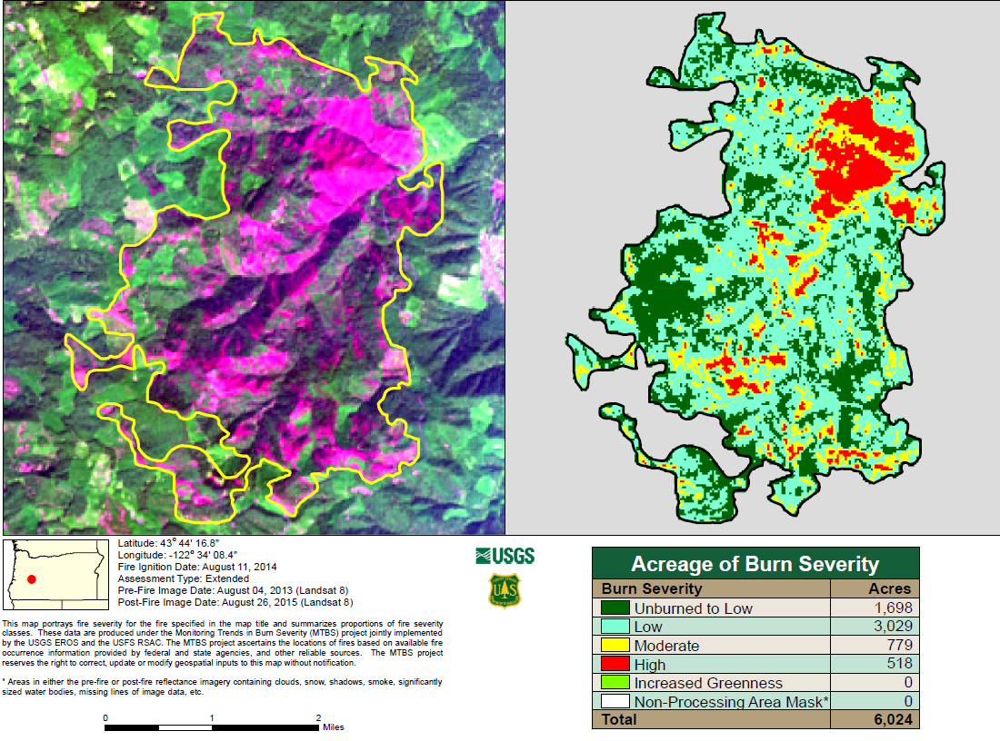 Latitude: 43° 44' 16.8"
Longitude: -122° 34' 08.4"
Fire Ignition Date: August 11, 2014
Assessment Type: Extended
Pre-Fire Image Date: August 04, 2013 (Landsat 8)
Post-Fire Image Date: August 26, 2015 (Landsat 8)
This map portrays fire severity for the fire specified in the map title and summarizes proportions of fire severity
classes. These data are produced under the Monitoring Trends in Burn Severity (MTBS) project jointly implemented
by the USGS EROS and the USFS RSAC. The MTBS project ascertains the locations of fires based on available fire
occurrence information provided by federal and state agencies, and other reliable sources. The MTBS project
reserves the right to correct, update or modify geospatial inputs to this map without notification.
* Areas in either the pre-fire or post-fire reflectance imagery containing clouds, snow, shadows, smoke, significantly
sized water bodies, missing lines of image data, etc.
0 1 2
Miles
USGS
UAS
Acreage of Burn Severity
Burn Severity Acres
Unburned to Low 1,698
Low 3,029
Moderate 779
High 518
Increased Greenness 0
Non-Processing Area Mask* 0
Total 6,024